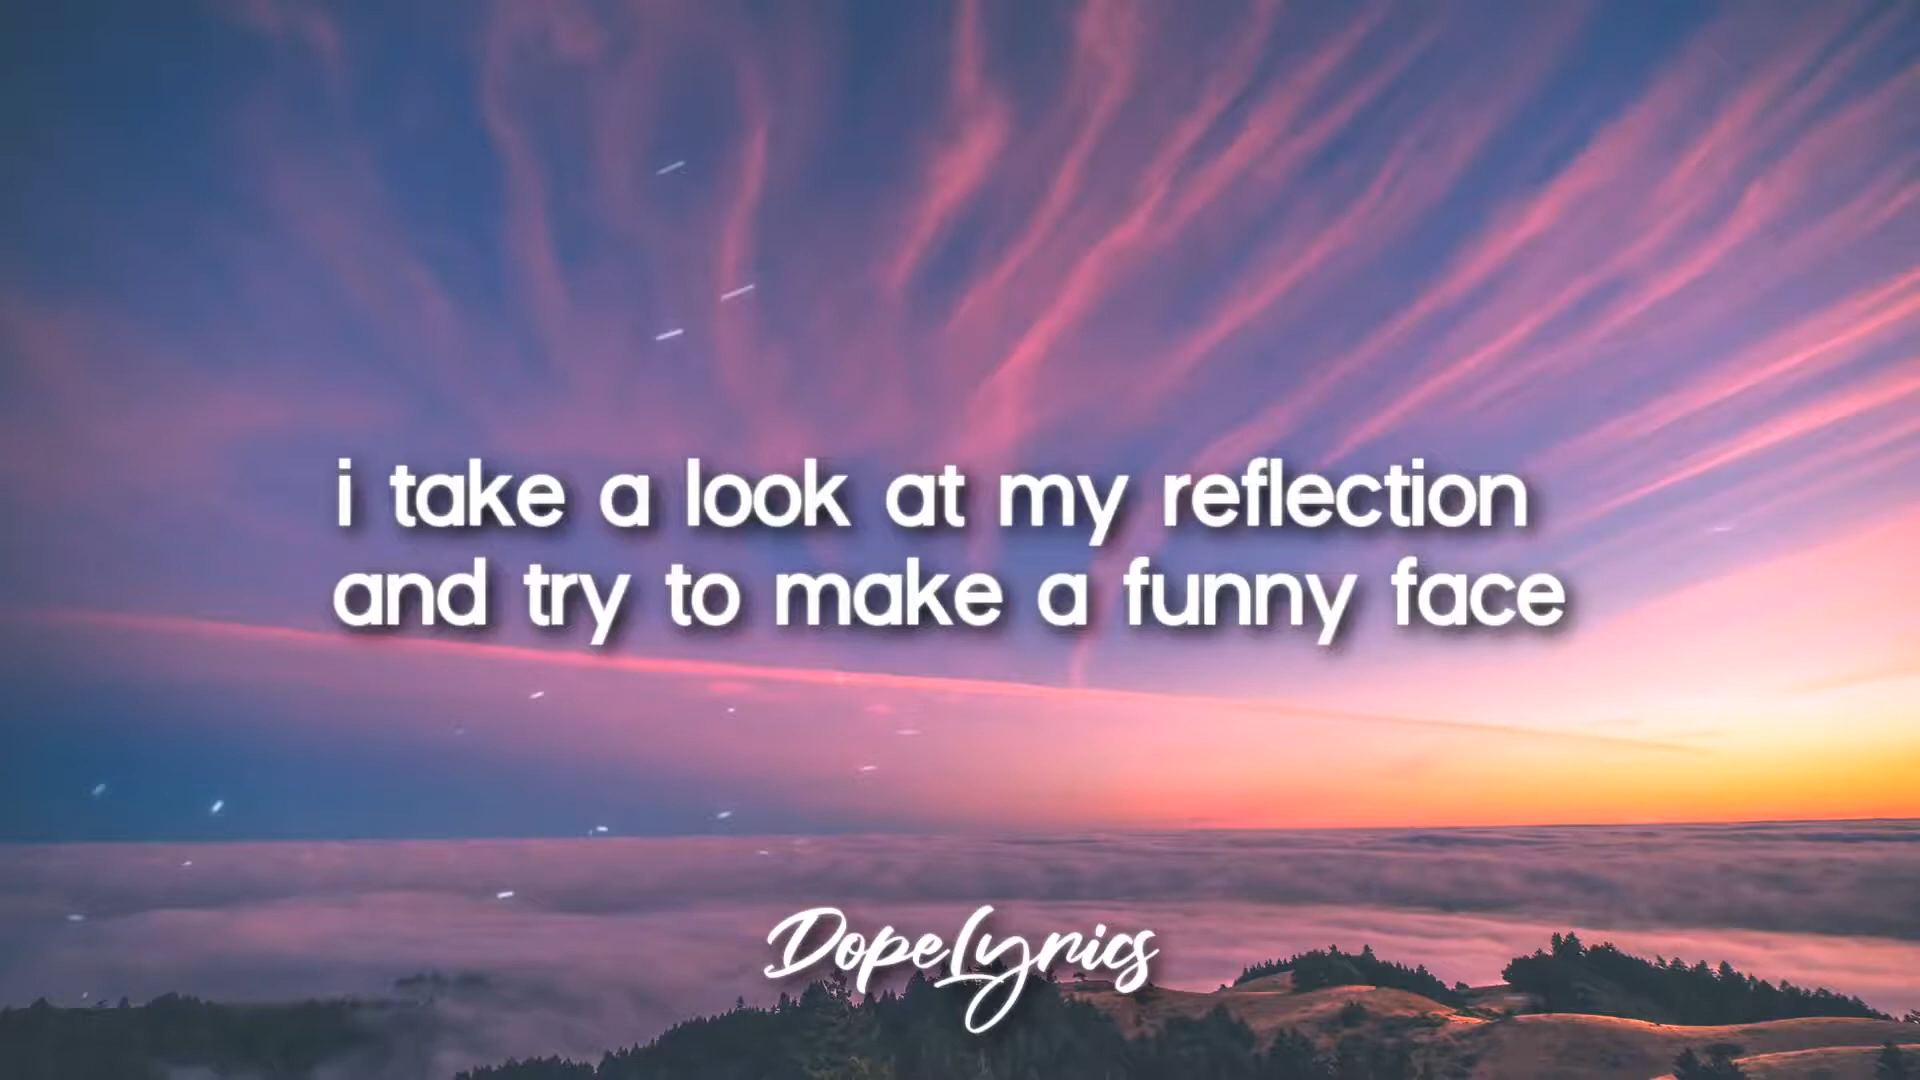 i take a look at my reflection
and try to make a funny face
DopeLyrics